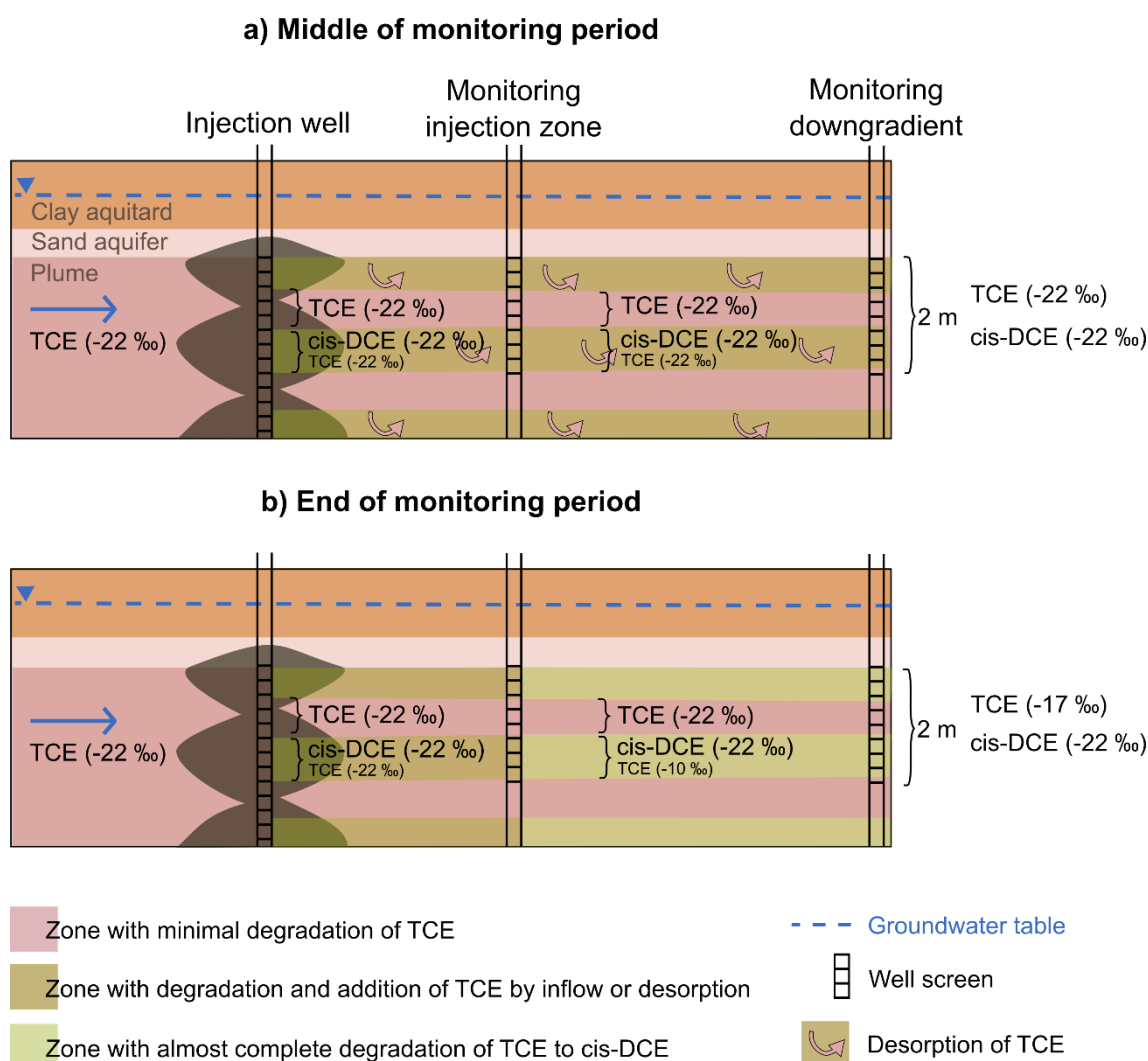 a) Middle of monitoring period
Injection well
Monitoring
injection zone
Monitoring
downgradient
Clay aquitard
Sand aquifer
Plume
TCE (-22 ‰)
TCE (-22 ‰)
cis-DCE (-22 ‰)
TCE (-22 ‰)
TCE (-22 ‰)
cis-DCE (-22 ‰)
TCE (-22 ‰)
2 m
TCE (-22 ‰)
cis-DCE (-22 ‰)
b) End of monitoring period
TCE (-22 ‰)
TCE (-22 ‰)
cis-DCE (-22 ‰)
TCE (-22 ‰)
TCE (-22 ‰)
cis-DCE (-22 ‰)
TCE (-10 ‰)
2 m
TCE (-17 ‰)
cis-DCE (-22 ‰)
Zone with minimal degradation of TCE
Zone with degradation and addition of TCE by inflow or desorption
Zone with almost complete degradation of TCE to cis-DCE
Groundwater table
Well screen
Desorption of TCE